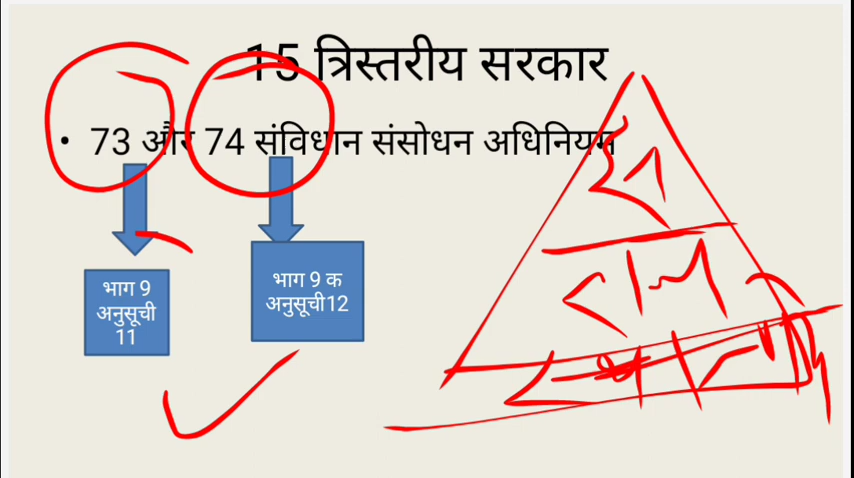 15 त्रिस्तरीय सरकार
• 73 और 74 संविधान संसोधन अधिनियम
भाग 9
अनुसूची
11
भाग 9 क
अनुसूची12